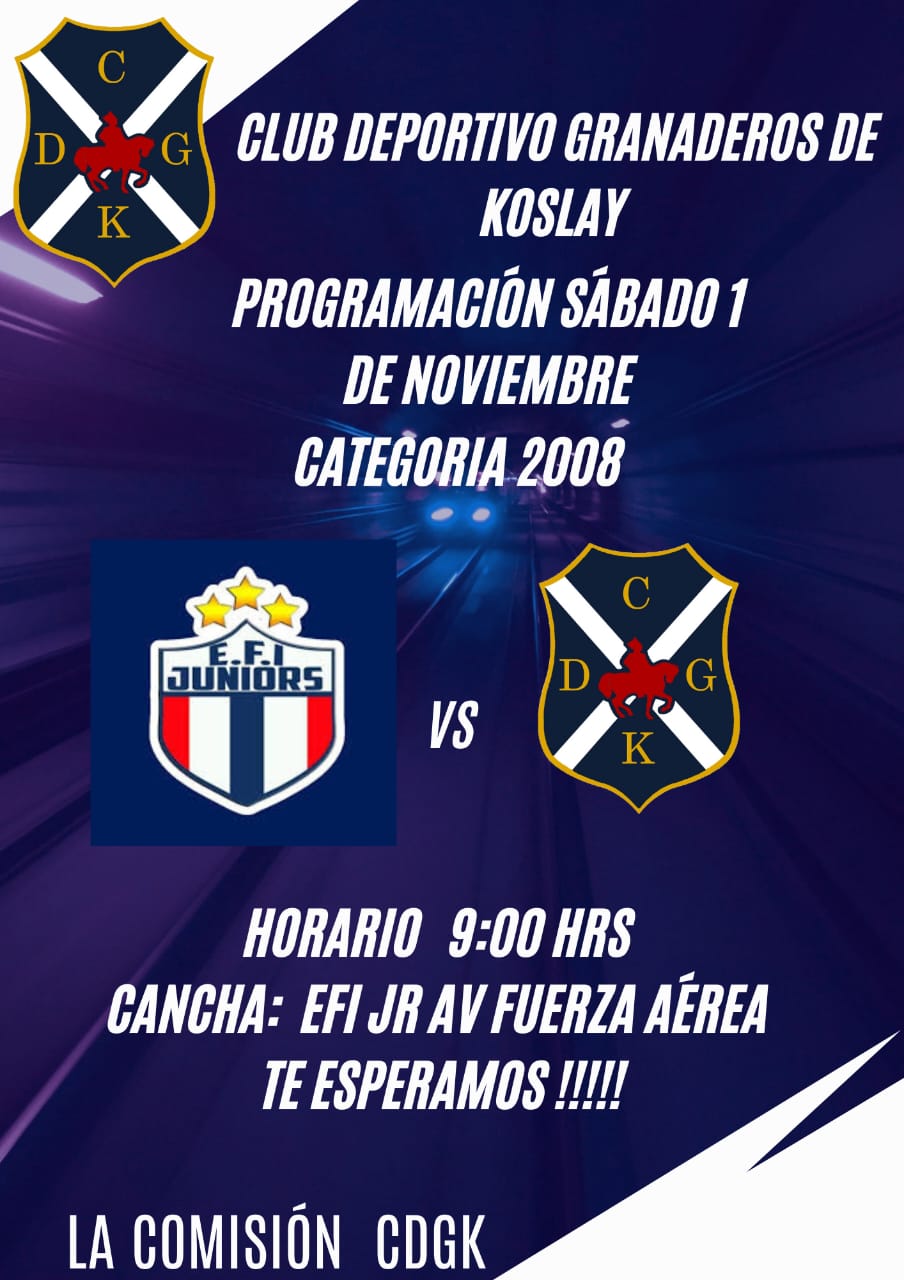 C
D G
K
CLUB DEPORTIVO GRANADEROS DE
KOSLAY
PROGRAMACIÓN SÁBADO 1
DE NOVIEMBRE
CATEGORIA 2008
E.F.I
JUNIORS
VS
C
D G
K
HORARIO 9:00 HRS
CANCHA: EFI JR AV FUERZA AÉREA
TE ESPERAMOS !!!!!
LA COMISIÓN CDGK